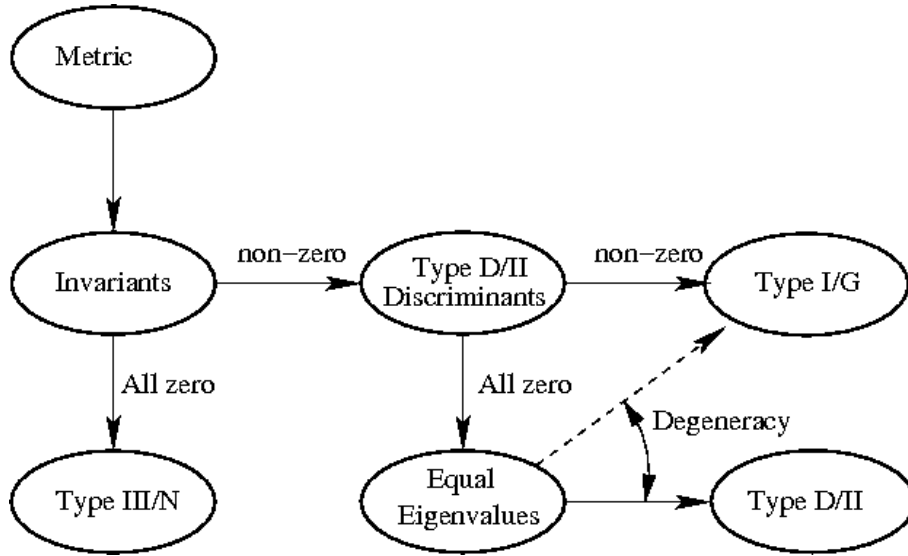 Metric
Invariants
non-zero
Type D/II
Discriminants
non-zero
Type I/G
All zero
All zero
Degeneracy
Type III/N
Equal
Eigenvalues
Type D/II